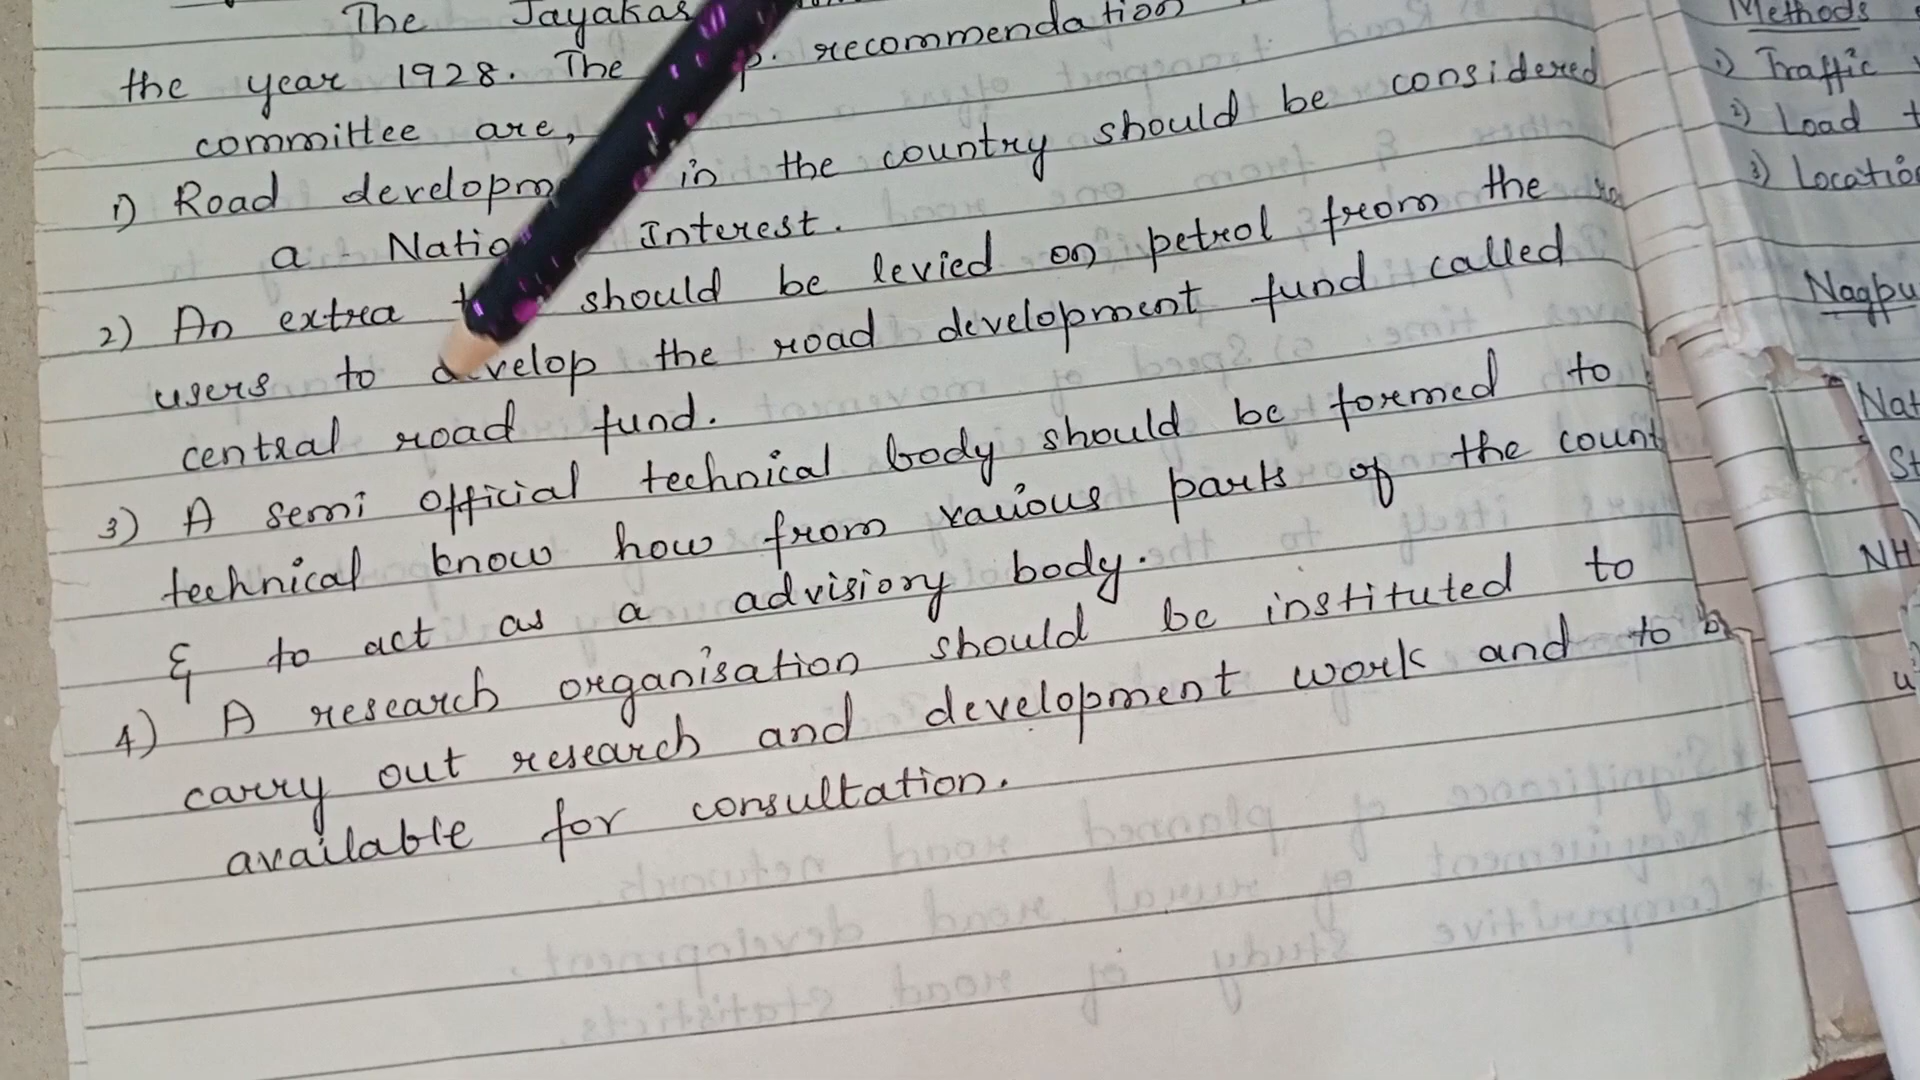 The Jayakar
the year 1928. The recommendation
committee are,
1) Road developm in the country should be considered
a Natio Interest.
2) An extra should be levied on petrol from the
users to develop the road development fund called
central road fund.
3) A semi official technical body should be formed to
technical know how from various parts of the count
& to act as a advisiory body.
4) A research organisation should be instituted to
carry out research and development work and to b
available for consultation.
Methods
1) Traffic
2) Load
3) Location
Nagpu
Nat
St
NH